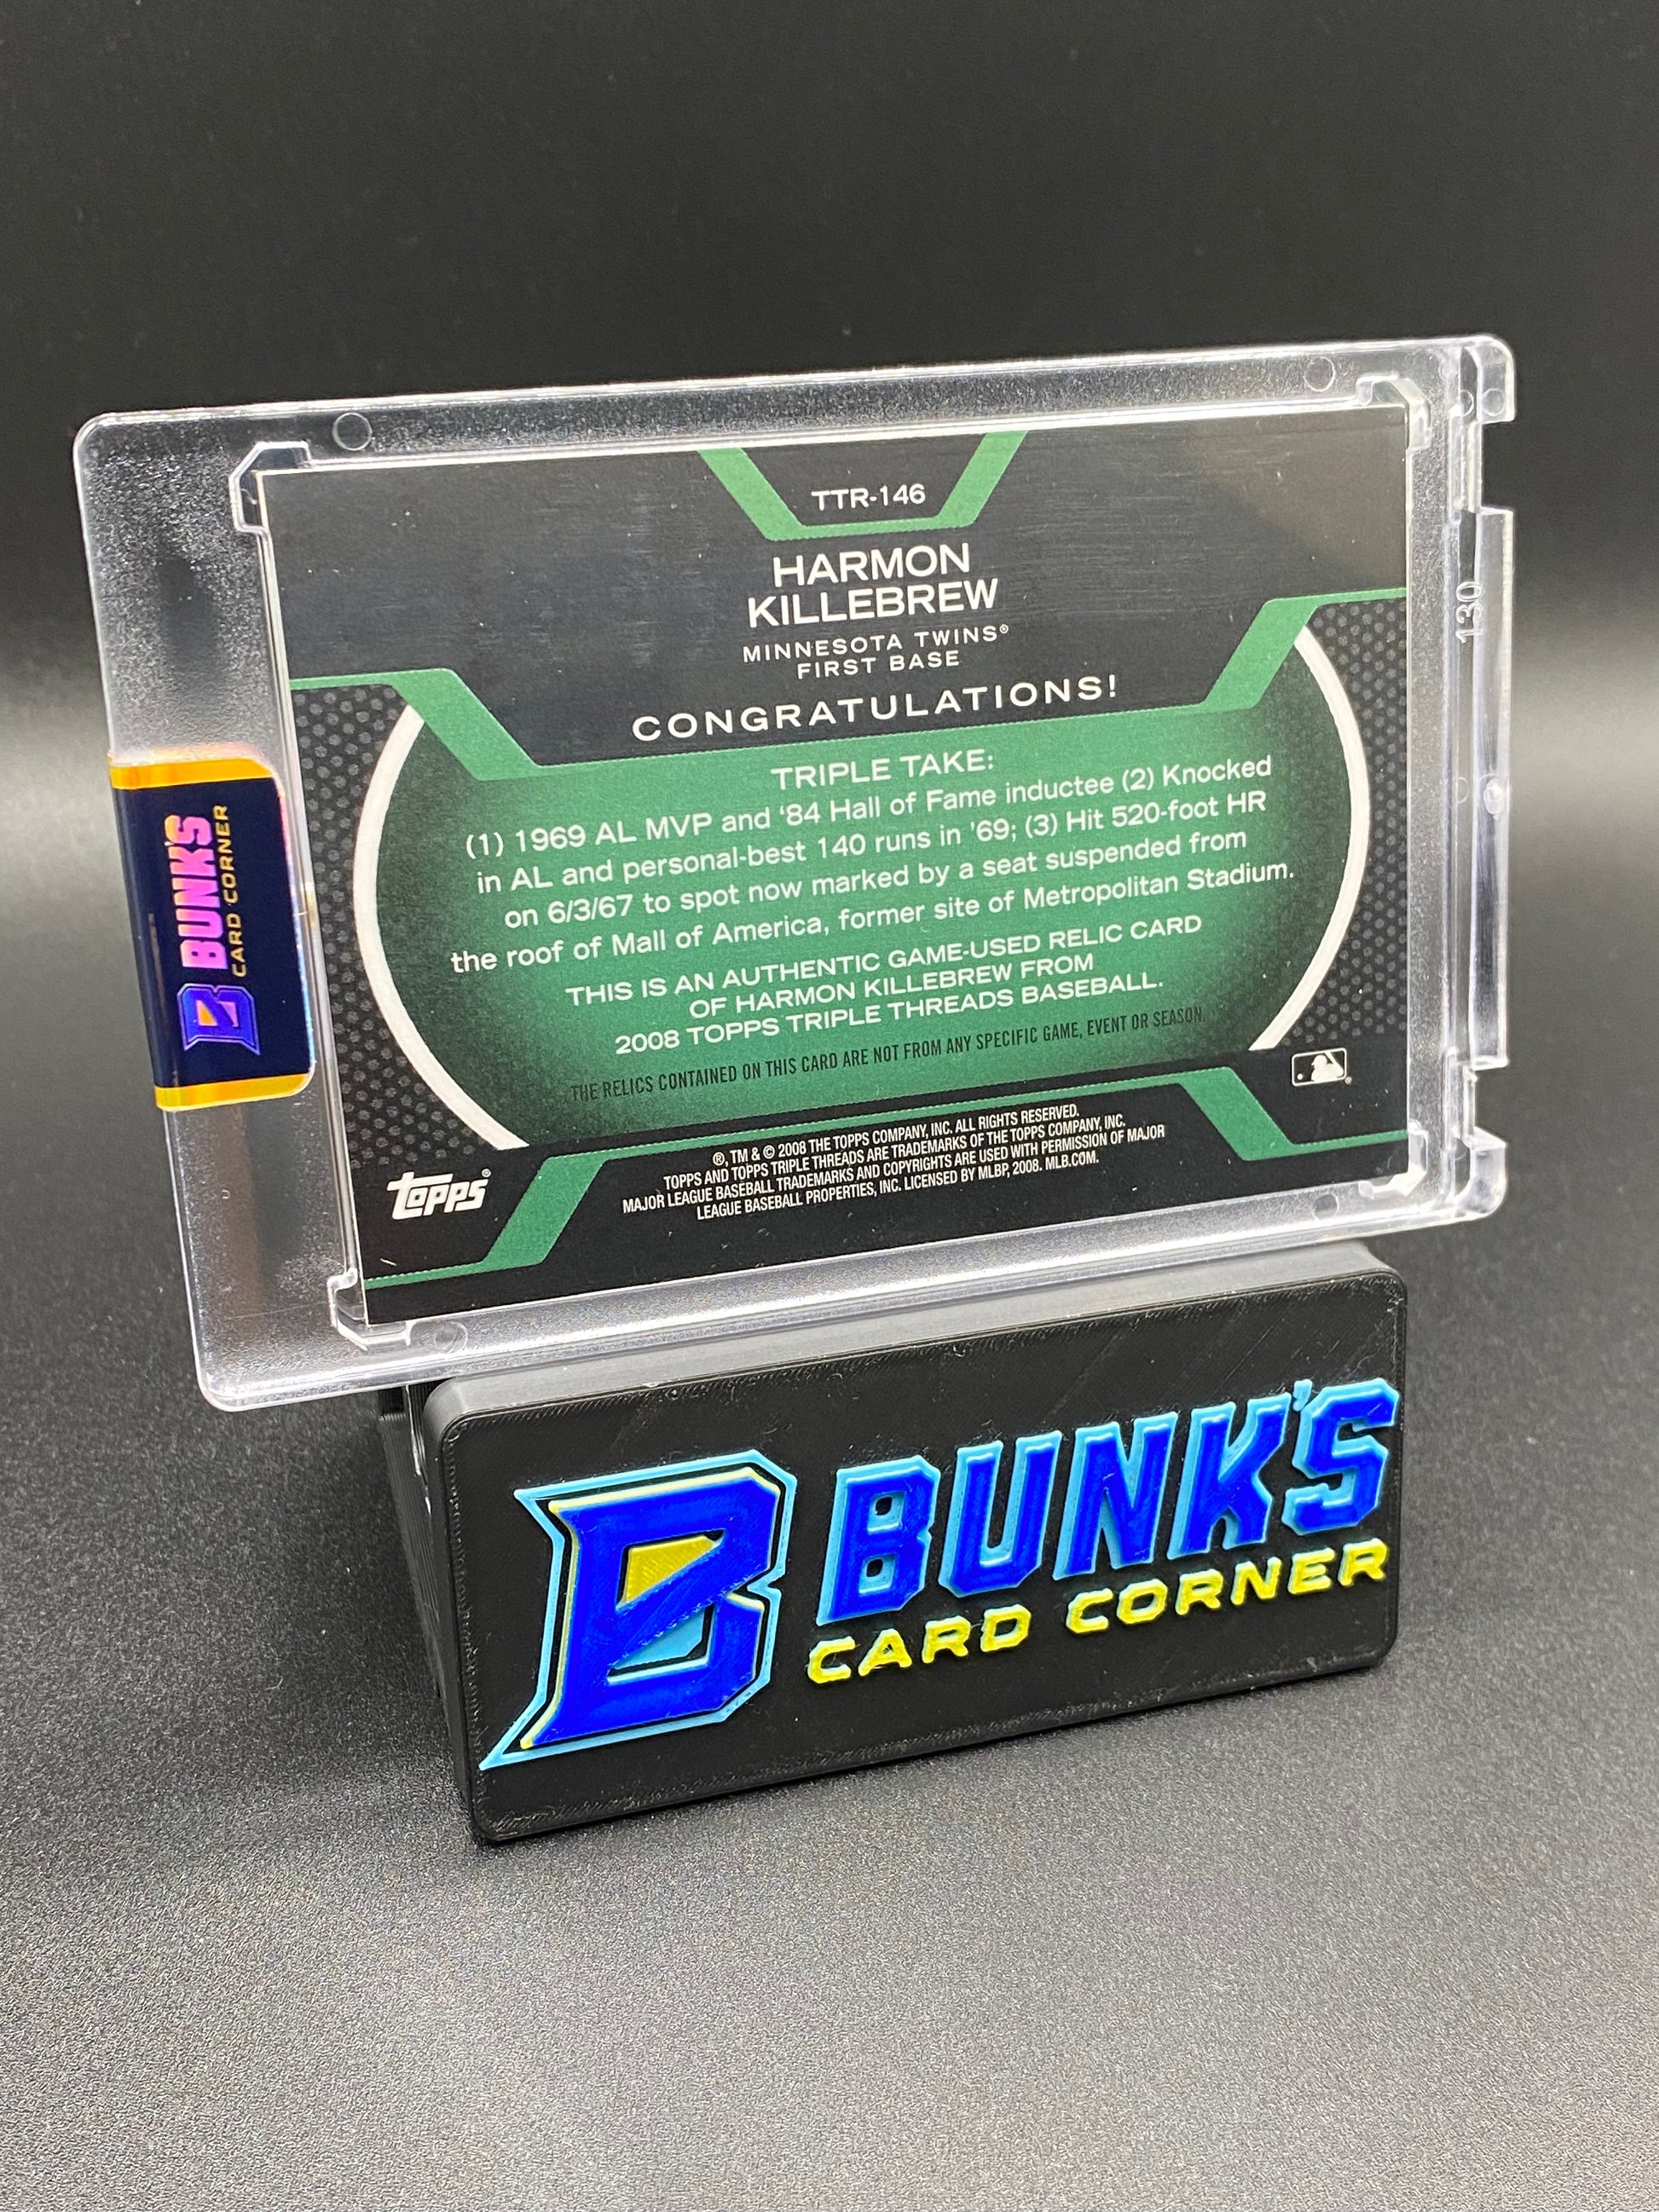 TTR-146
HARMON
KILLEBREW
MINNESOTA TWINS®
FIRST BASE
CONGRATULATIONS!
TRIPLE TAKE:
(1) 1969 AL MVP and '84 Hall of Fame inductee (2) Knocked
in AL and personal-best 140 runs in '69; (3) Hit 520-foot HR
on 6/3/67 to spot now marked by a seat suspended from
the roof of Mall of America, former site of Metropolitan Stadium.
THIS IS AN AUTHENTIC GAME-USED RELIC CARD
OF HARMON KILLEBREW FROM
2008 TOPPS TRIPLE THREADS BASEBALL.
THE RELICS CONTAINED ON THIS CARD ARE NOT FROM ANY SPECIFIC GAME, EVENT OR SEASON.
®, TM & © 2008 THE TOPPS COMPANY, INC. ALL RIGHTS RESERVED.
TOPPS AND TOPPS TRIPLE THREADS ARE TRADEMARKS OF THE TOPPS COMPANY, INC.
MAJOR LEAGUE BASEBALL TRADEMARKS AND COPYRIGHTS ARE USED WITH PERMISSION OF MAJOR
LEAGUE BASEBALL PROPERTIES, INC. LICENSED BY MLBP, 2008. MLB.COM.
Topps®
130
B BUNK'S
CARD CORNER
B BUNK'S
CARD CORNER